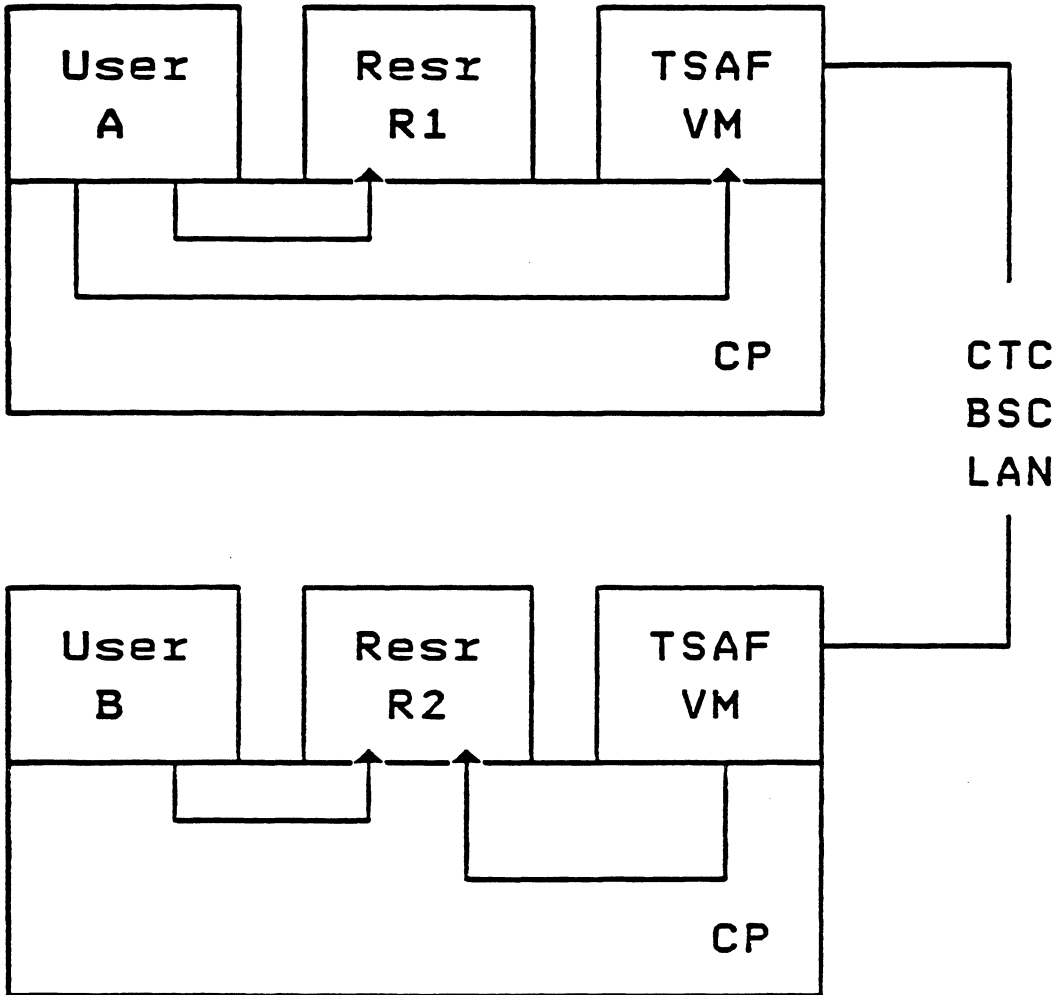 User
A
Resr
R1
TSAF
VM
CP
CTC
BSC
LAN
User
B
Resr
R2
TSAF
VM
CP